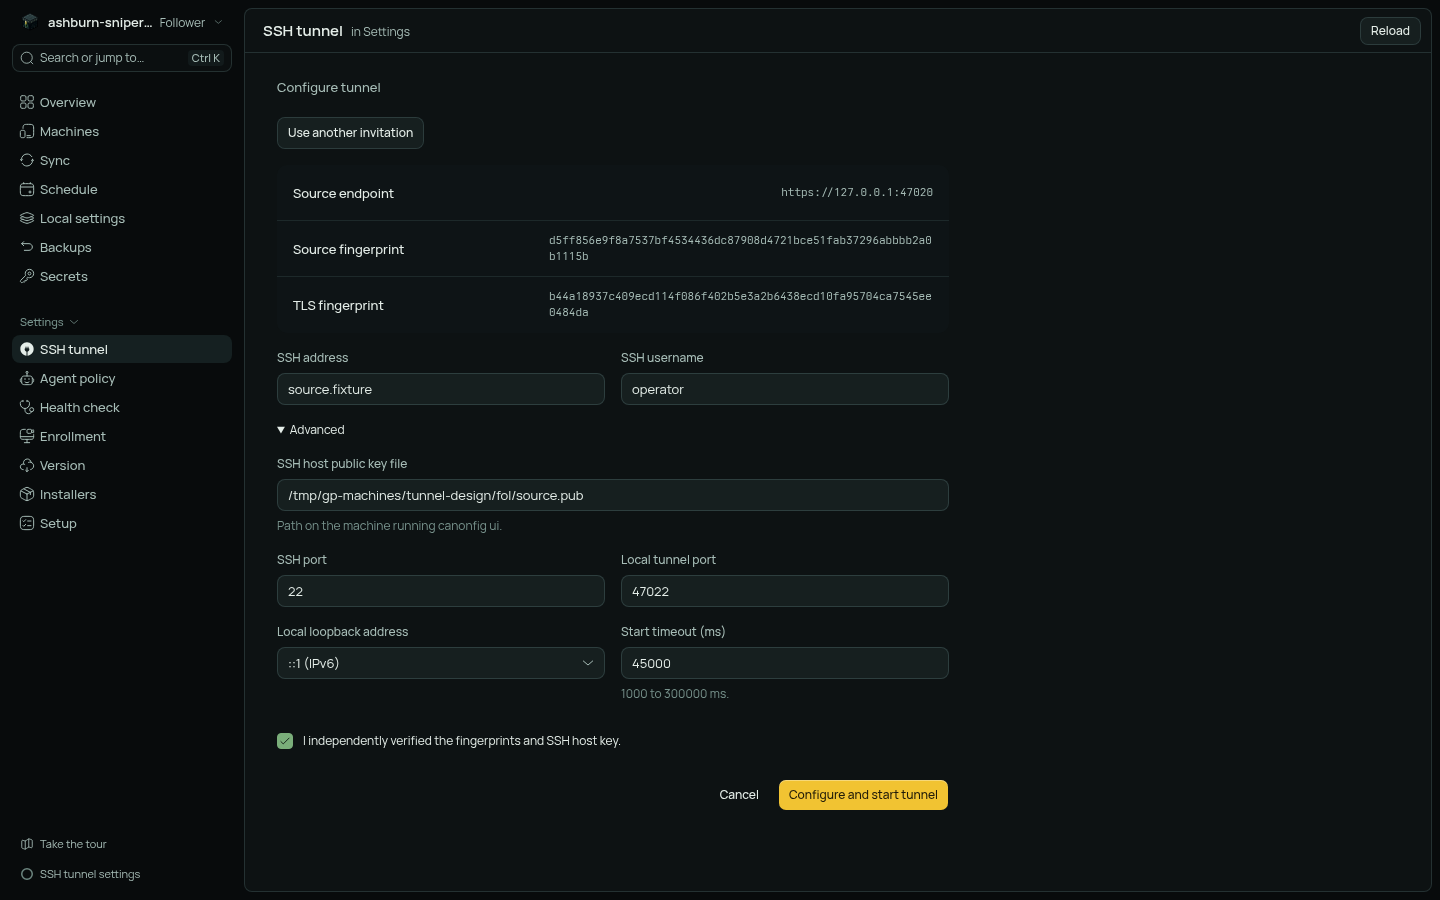 ashburn-sniper... Follower
Search or jump to... Ctrl K
Overview
Machines
Sync
Schedule
Local settings
Backups
Secrets
Settings
SSH tunnel
Agent policy
Health check
Enrollment
Version
Installers
Setup
Take the tour
SSH tunnel settings
SSH tunnel in Settings
Reload
Configure tunnel
Use another invitation
Source endpoint https://127.0.0.1:47020
Source fingerprint d5ff856e9f8a7537bf4534436dc87908d4721bce51fab37296abbbb2a0
b1115b
TLS fingerprint b44a18937c409ecd114f086f402b5e3a2b6438ecd10fa95704ca7545ee
0484da
SSH address SSH username
source.fixture operator
Advanced
SSH host public key file
/tmp/gp-machines/tunnel-design/fol/source.pub
Path on the machine running canonfig ui.
SSH port Local tunnel port
22 47022
Local loopback address Start timeout (ms)
::1 (IPv6) 45000
1000 to 300000 ms.
I independently verified the fingerprints and SSH host key.
Cancel Configure and start tunnel